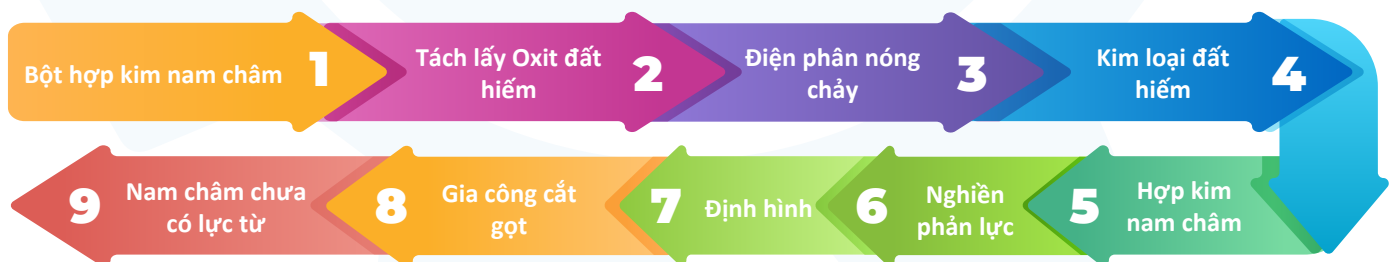 Bột hợp kim nam châm
1
Tách lấy Oxit đất
hiếm
2
Điện phân nóng
chảy
3
Kim loại đất
hiếm
4
Hợp kim
nam châm
5
Nghiền
phản lực
6
Định hình
7
Gia công cắt
gọt
8
Nam châm chưa
có lực từ
9